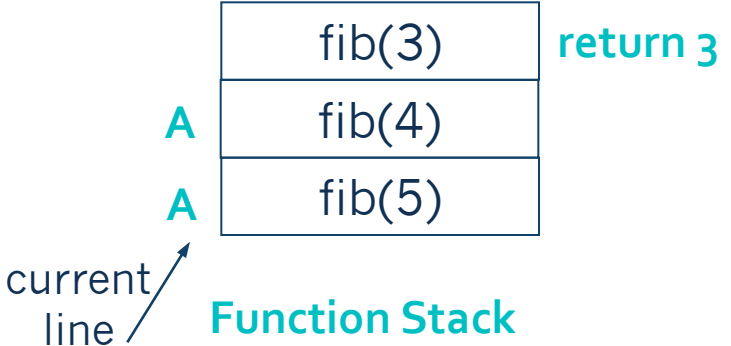 fib(3) return 3
A fib(4)
A fib(5)
current
line
Function Stack